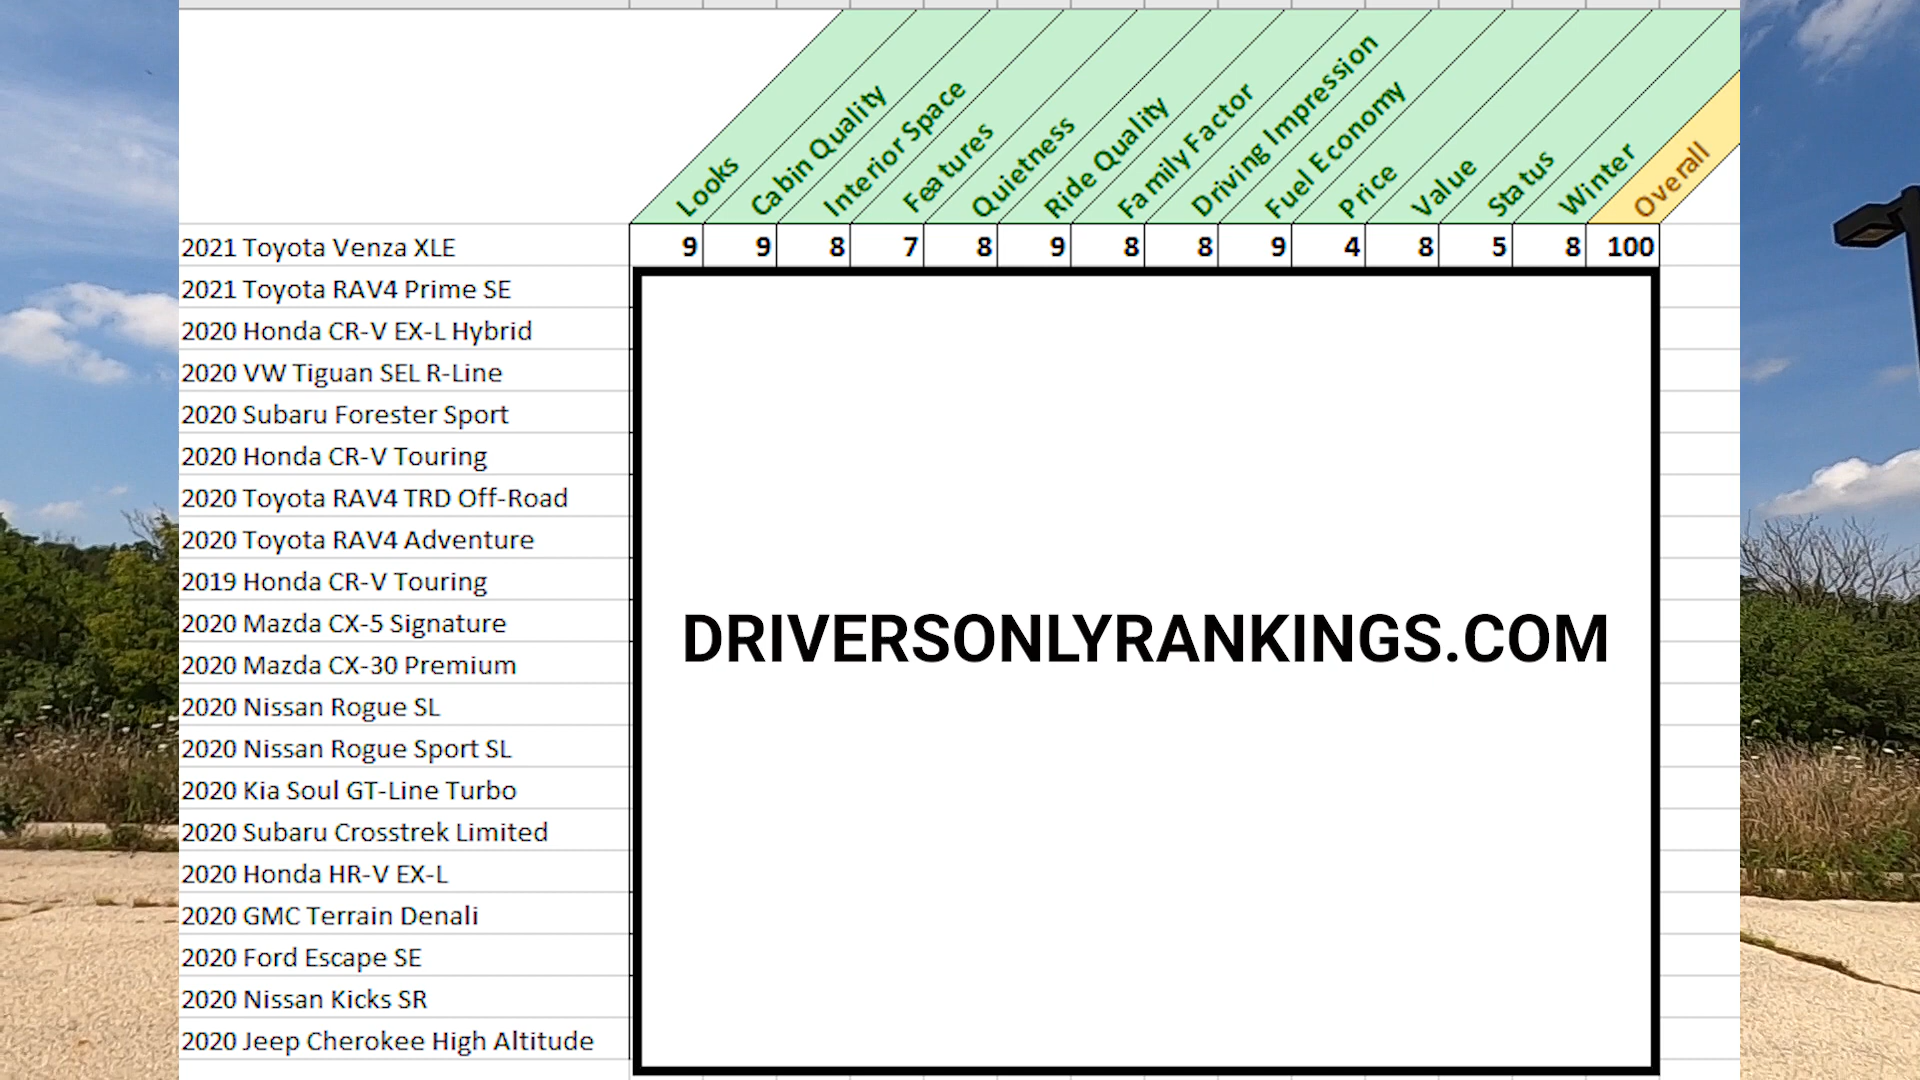 Looks Cabin Quality Interior Space Features Quietness Ride Quality Family Factor Driving Impression Fuel Economy Price Value Status Winter Overall
2021 Toyota Venza XLE 9 9 8 7 8 9 8 8 9 4 8 5 8 100
2021 Toyota RAV4 Prime SE
2020 Honda CR-V EX-L Hybrid
2020 VW Tiguan SEL R-Line
2020 Subaru Forester Sport
2020 Honda CR-V Touring
2020 Toyota RAV4 TRD Off-Road
2020 Toyota RAV4 Adventure
2019 Honda CR-V Touring
2020 Mazda CX-5 Signature
DRIVERSONLYRANKINGS.COM
2020 Mazda CX-30 Premium
2020 Nissan Rogue SL
2020 Nissan Rogue Sport SL
2020 Kia Soul GT-Line Turbo
2020 Subaru Crosstrek Limited
2020 Honda HR-V EX-L
2020 GMC Terrain Denali
2020 Ford Escape SE
2020 Nissan Kicks SR
2020 Jeep Cherokee High Altitude